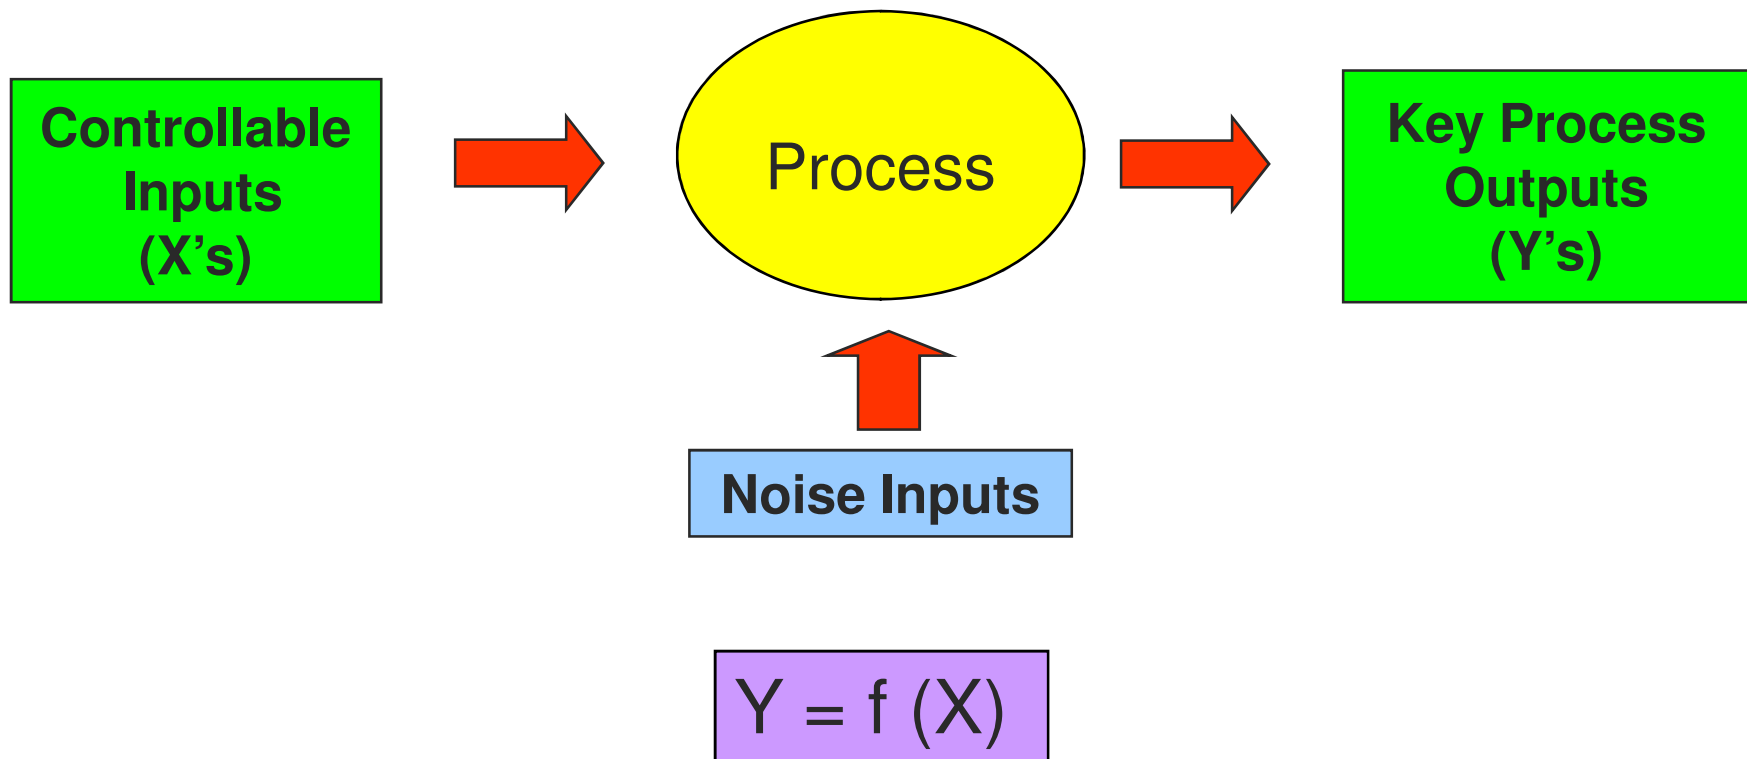 Controllable
Inputs
(X’s)
Process
Key Process
Outputs
(Y’s)
Noise Inputs
Y = f (X)